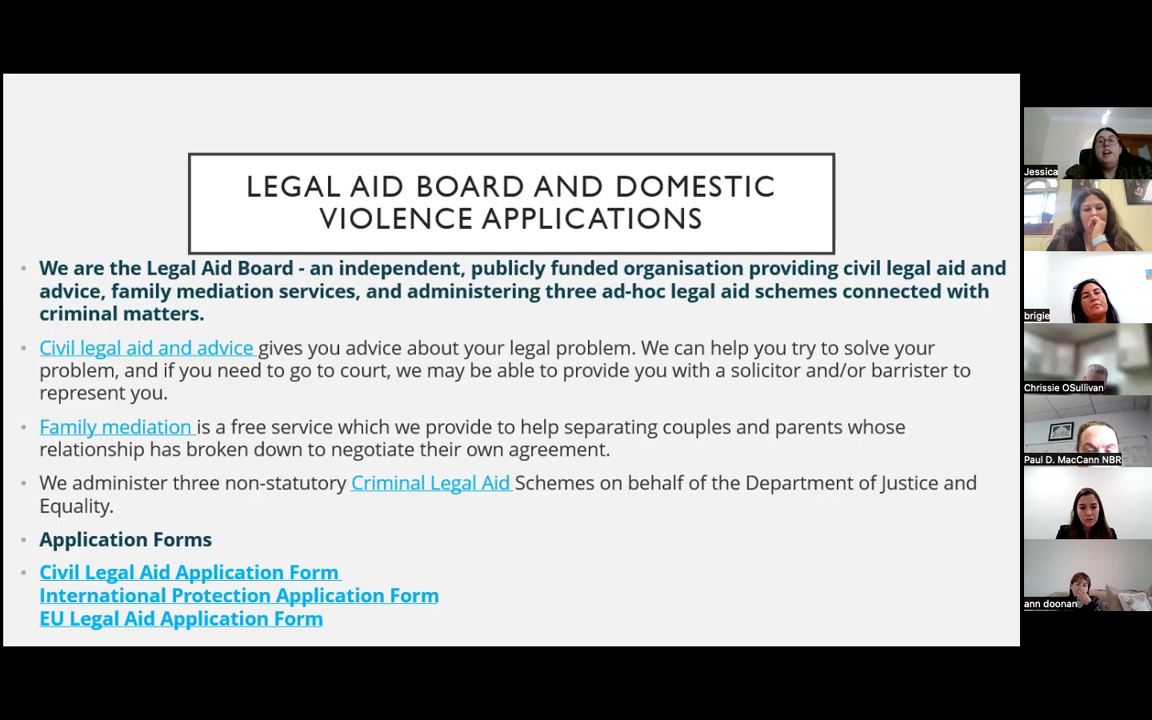 LEGAL AID BOARD AND DOMESTIC
VIOLENCE APPLICATIONS
• We are the Legal Aid Board - an independent, publicly funded organisation providing civil legal aid and
advice, family mediation services, and administering three ad-hoc legal aid schemes connected with
criminal matters.
• Civil legal aid and advice gives you advice about your legal problem. We can help you try to solve your
problem, and if you need to go to court, we may be able to provide you with a solicitor and/or barrister to
represent you.
• Family mediation is a free service which we provide to help separating couples and parents whose
relationship has broken down to negotiate their own agreement.
• We administer three non-statutory Criminal Legal Aid Schemes on behalf of the Department of Justice and
Equality.
• Application Forms
• Civil Legal Aid Application Form
International Protection Application Form
EU Legal Aid Application Form
Jessica
brigie
Chrissie OSullivan
Paul D. MacCann NBR
ann doonan